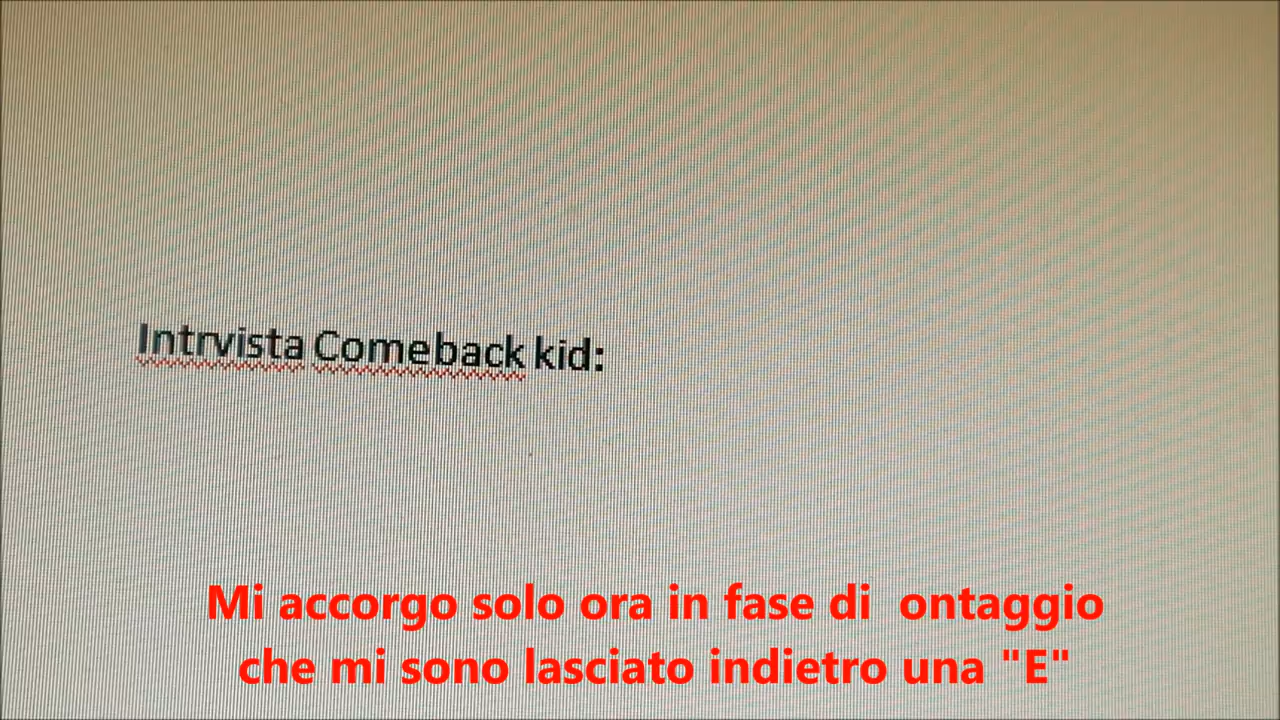 Intrvista Comeback kid:
Mi accorgo solo ora in fase di  ontaggio
che mi sono lasciato indietro una "E"